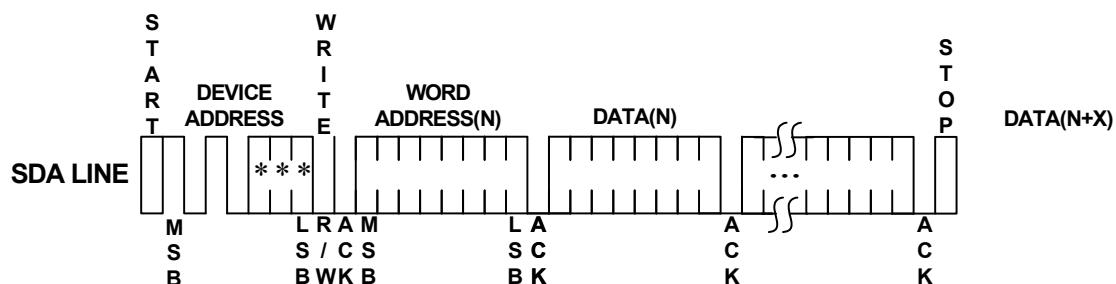 START
WRITE
STOP
DEVICE
ADDRESS
WORD
ADDRESS(N)
DATA(N)
DATA(N+X)
SDA LINE
* * *
...
MSB
LSB
R/W
ACK
MSB
LSB
ACK
ACK
ACK